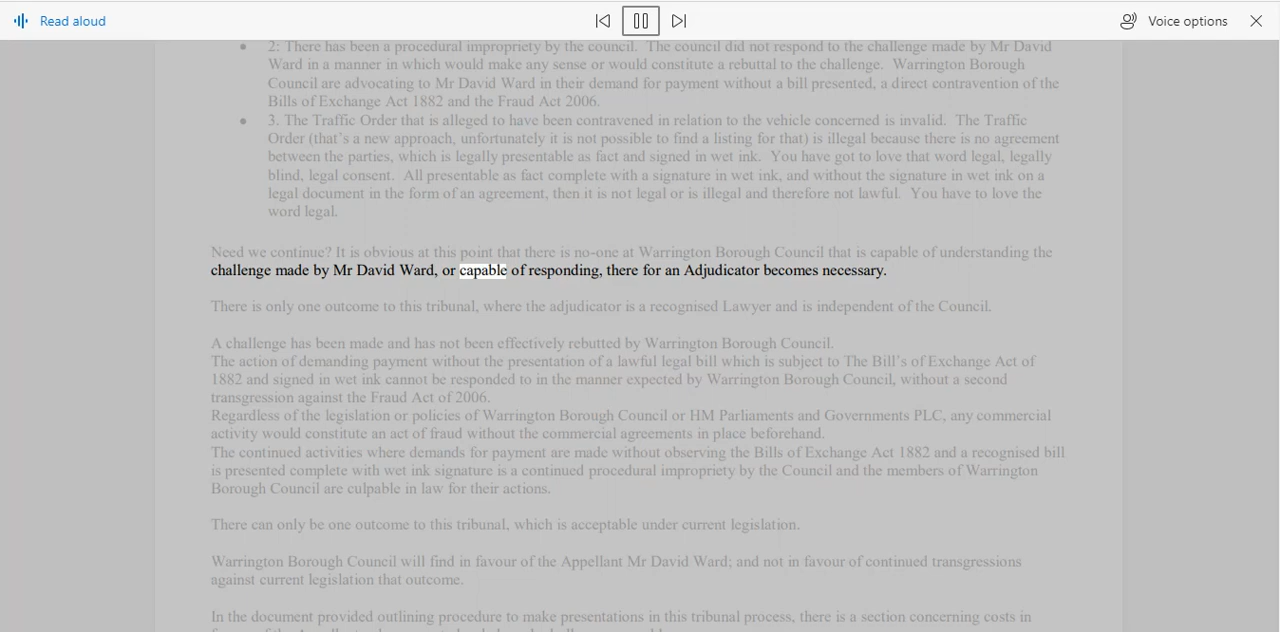 Read aloud
Voice options
2: There has been a procedural impropriety by the council.  The council did not respond to the challenge made by Mr David
Ward in a manner in which would make any sense or would constitute a rebuttal to the challenge.  Warrington Borough
Council are advocating to Mr David Ward in their demand for payment without a bill presented, a direct contravention of the
Bills of Exchange Act 1882 and the Fraud Act 2006.
3. The Traffic Order that is alleged to have been contravened in relation to the vehicle concerned is invalid.  The Traffic
Order (that's a new approach, unfortunately it is not possible to find a listing for that) is illegal because there is no agreement
between the parties, which is legally presentable as fact and signed in wet ink.  You have got to love that word legal, legally
blind, legal consent.  All presentable as fact complete with a signature in wet ink, and without the signature in wet ink on a
legal document in the form of an agreement, then it is not legal or is illegal and therefore not lawful.  You have to love the
word legal.
Need we continue? It is obvious at this point that there is no-one at Warrington Borough Council that is capable of understanding the
challenge made by Mr David Ward, or capable of responding, there for an Adjudicator becomes necessary.
There is only one outcome to this tribunal, where the adjudicator is a recognised Lawyer and is independent of the Council.
A challenge has been made and has not been effectively rebutted by Warrington Borough Council.
The action of demanding payment without the presentation of a lawful legal bill which is subject to The Bill's of Exchange Act of
1882 and signed in wet ink cannot be responded to in the manner expected by Warrington Borough Council, without a second
transgression against the Fraud Act of 2006.
Regardless of the legislation or policies of Warrington Borough Council or HM Parliaments and Governments PLC, any commercial
activity would constitute an act of fraud without the commercial agreements in place beforehand.
The continued activities where demands for payment are made without observing the Bills of Exchange Act 1882 and a recognised bill
is presented complete with wet ink signature is a continued procedural impropriety by the Council and the members of Warrington
Borough Council are culpable in law for their actions.
There can only be one outcome to this tribunal, which is acceptable under current legislation.
Warrington Borough Council will find in favour of the Appellant Mr David Ward; and not in favour of continued transgressions
against current legislation that outcome.
In the document provided outlining procedure to make presentations in this tribunal process, there is a section concerning costs in